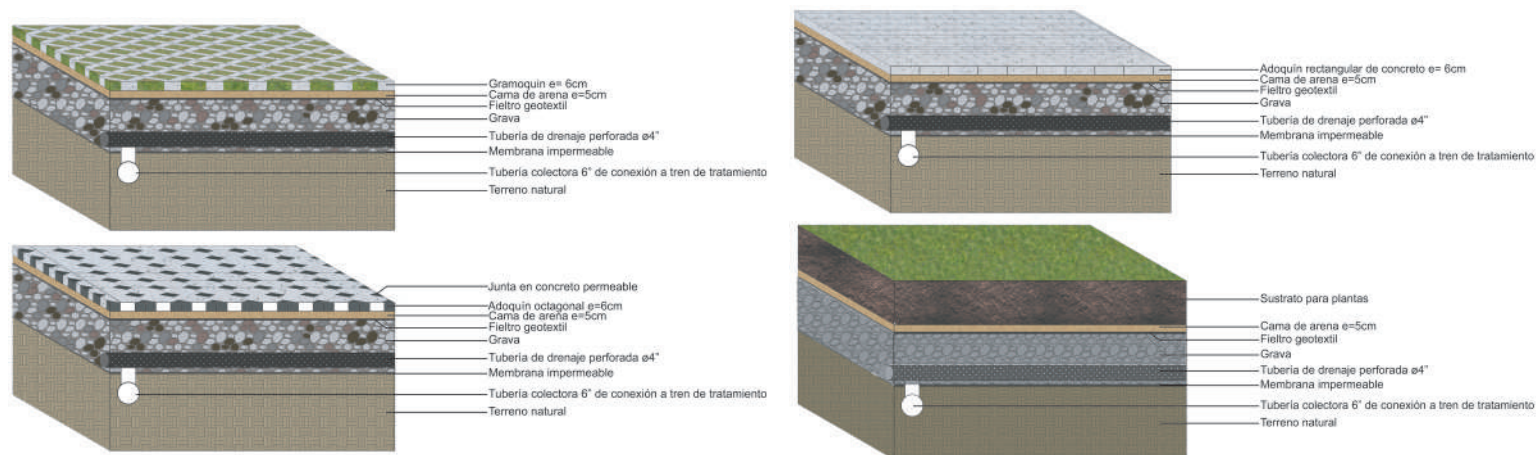 Gramoquin e= 6cm
Cama de arena e=5cm
Fieltro geotextil
Grava
Tubería de drenaje perforada ø4"
Membrana impermeable
Tubería colectora 6" de conexión a tren de tratamiento
Terreno natural
Adoquín rectangular de concreto e= 6cm
Cama de arena e=5cm
Fieltro geotextil
Grava
Tubería de drenaje perforada ø4"
Membrana impermeable
Tubería colectora 6" de conexión a tren de tratamiento
Terreno natural
Junta en concreto permeable
Adoquín octagonal e=6cm
Cama de arena e=5cm
Fieltro geotextil
Grava
Tubería de drenaje perforada ø4"
Membrana impermeable
Tubería colectora 6" de conexión a tren de tratamiento
Terreno natural
Sustrato para plantas
Cama de arena e=5cm
Fieltro geotextil
Grava
Tubería de drenaje perforada ø4"
Membrana impermeable
Tubería colectora 6" de conexión a tren de tratamiento
Terreno natural